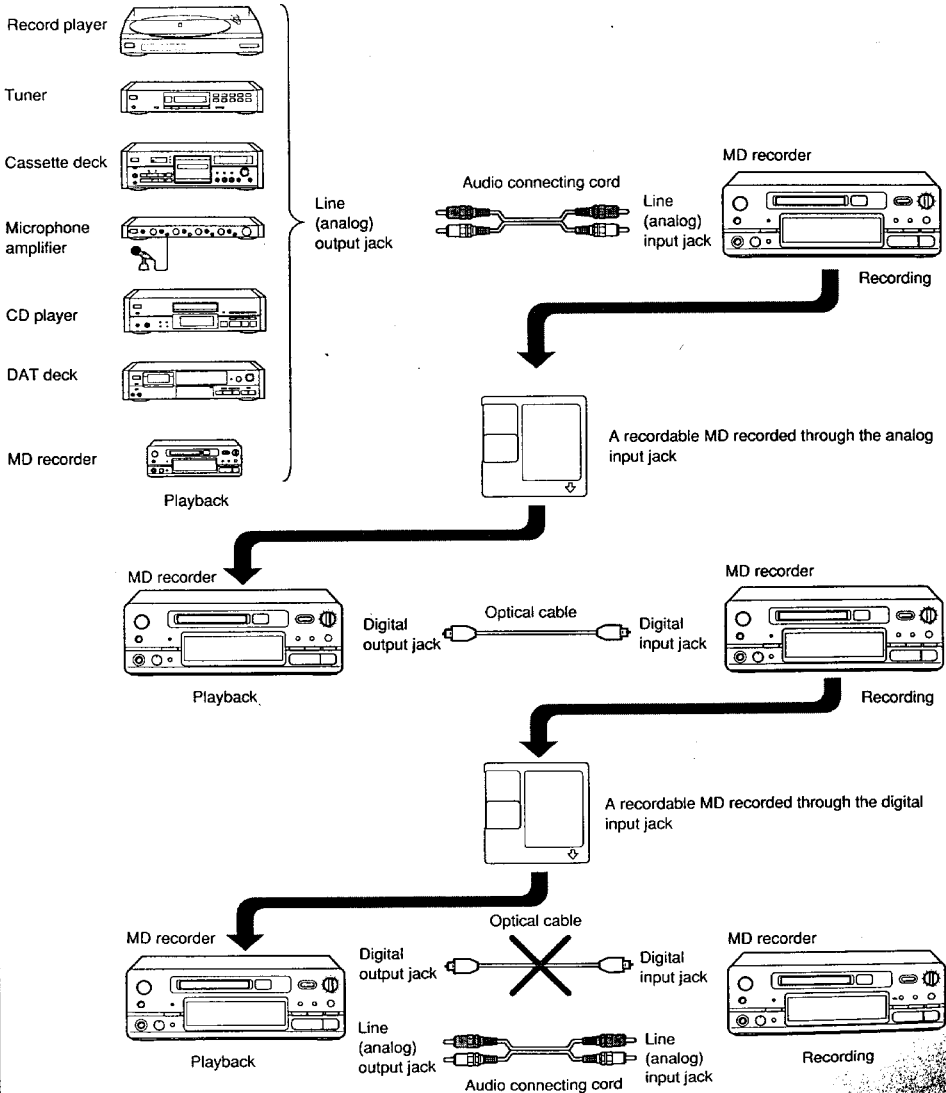 Record player
Tuner
Cassette deck
Microphone
amplifier
CD player
DAT deck
MD recorder
Playback
Line
(analog)
output jack
Audio connecting cord
Line
(analog)
input jack
MD recorder
Recording
A recordable MD recorded through the analog
input jack
MD recorder
Playback
Digital
output jack
Optical cable
Digital
input jack
MD recorder
Recording
A recordable MD recorded through the digital
input jack
MD recorder
Playback
Digital
output jack
Optical cable
Digital
input jack
Line
(analog)
output jack
Audio connecting cord
Line
(analog)
input jack
MD recorder
Recording